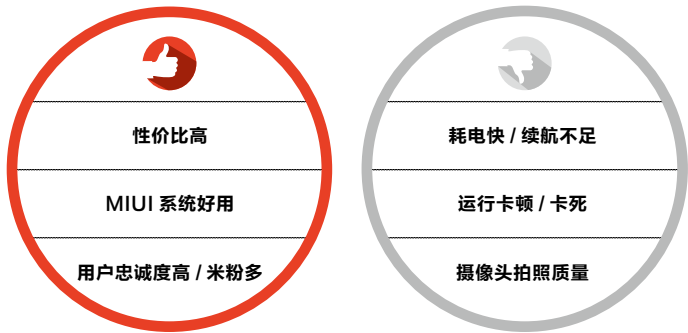 性价比高
MIUI 系统好用
用户忠诚度高 / 米粉多
耗电快 / 续航不足
运行卡顿 / 卡死
摄像头拍照质量